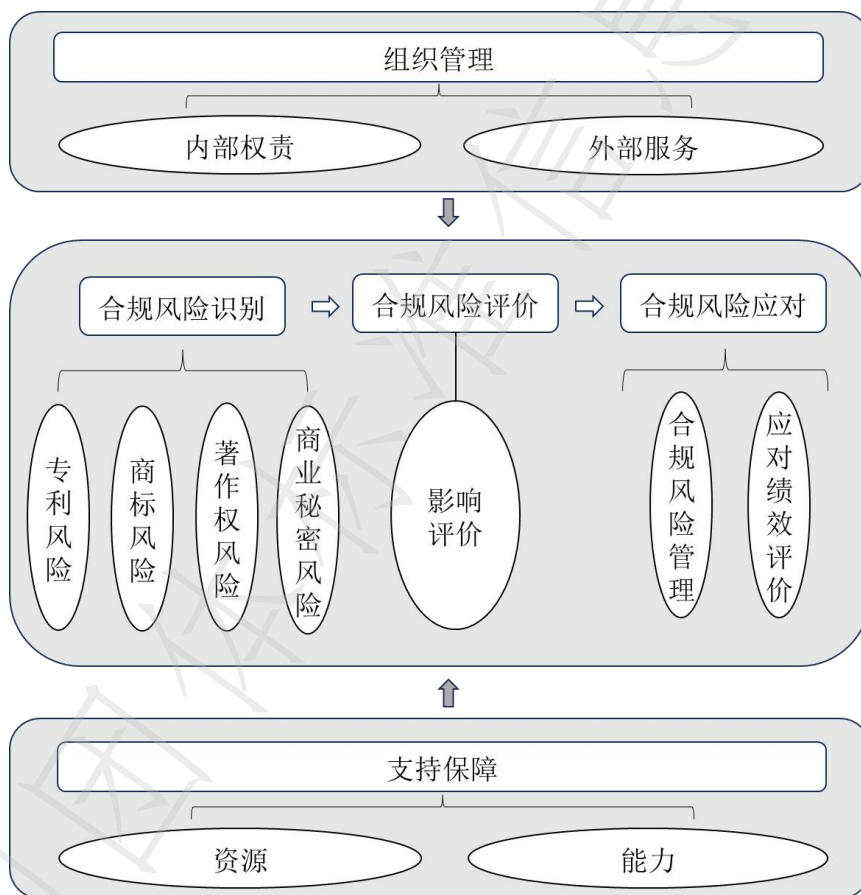 组织管理
内部权责
外部服务
合规风险识别
合规风险评价
合规风险应对
专利风险
商标风险
著作权风险
商业秘密风险
影响
评价
合规风险管理
应对绩效评价
支持保障
资源
能力